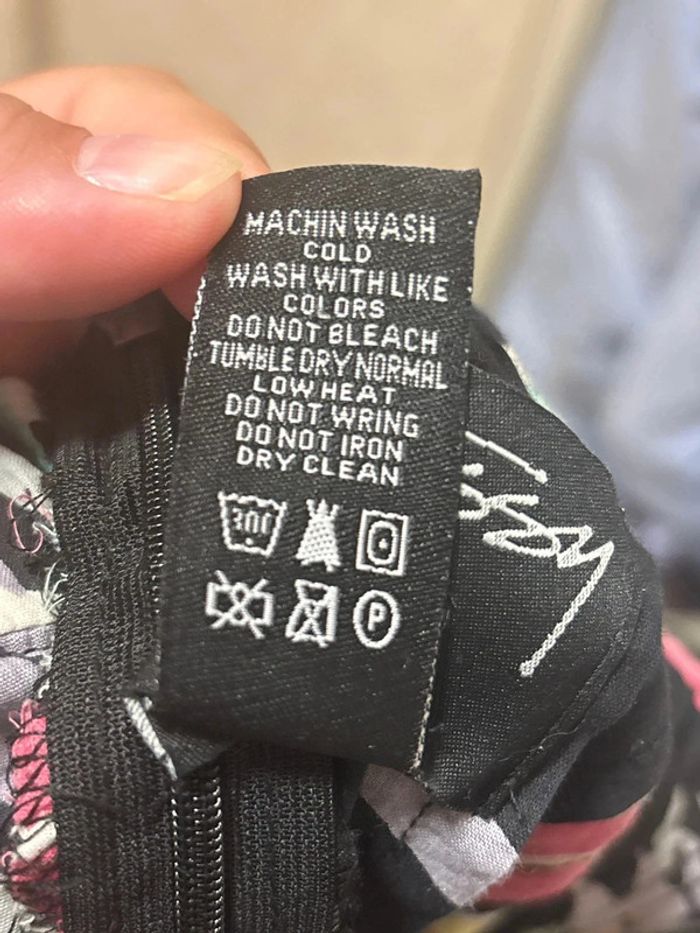 MACHIN WASH
COLD
WASH WITH LIKE
COLORS
DO NOT BLEACH
TUMBLE DRY NORMAL
LOW HEAT
DO NOT WRING
DO NOT IRON
DRY CLEAN
30C
P